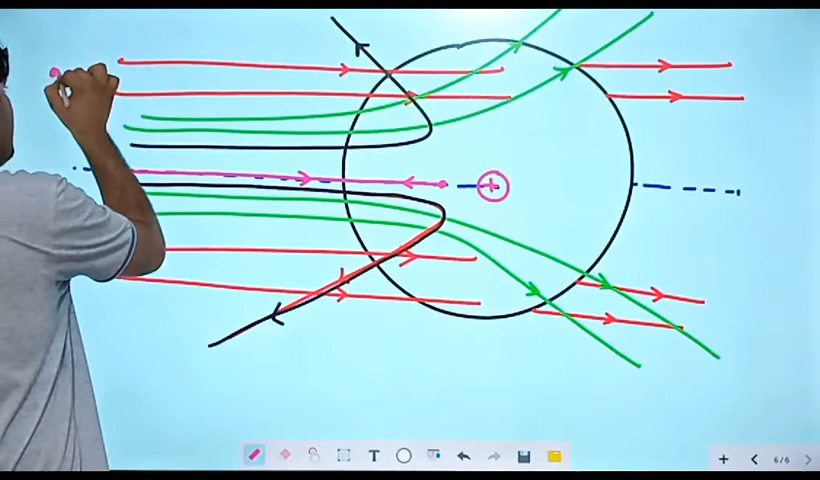 +
T
+ < 6/6 >